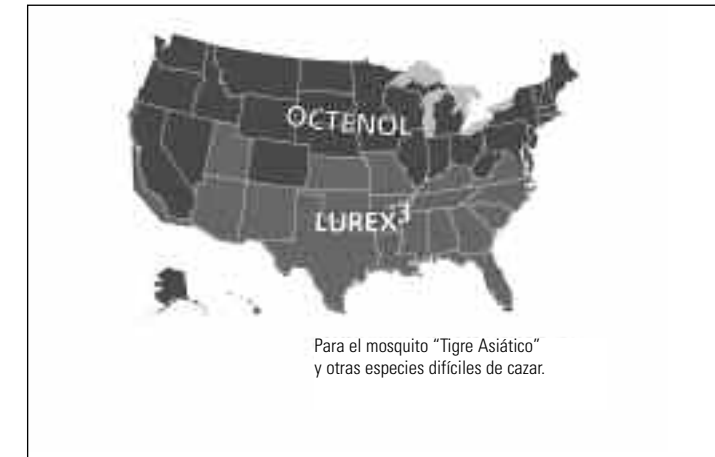 OCTENOL
LUREX³
Para el mosquito “Tigre Asiático”
y otras especies difíciles de cazar.